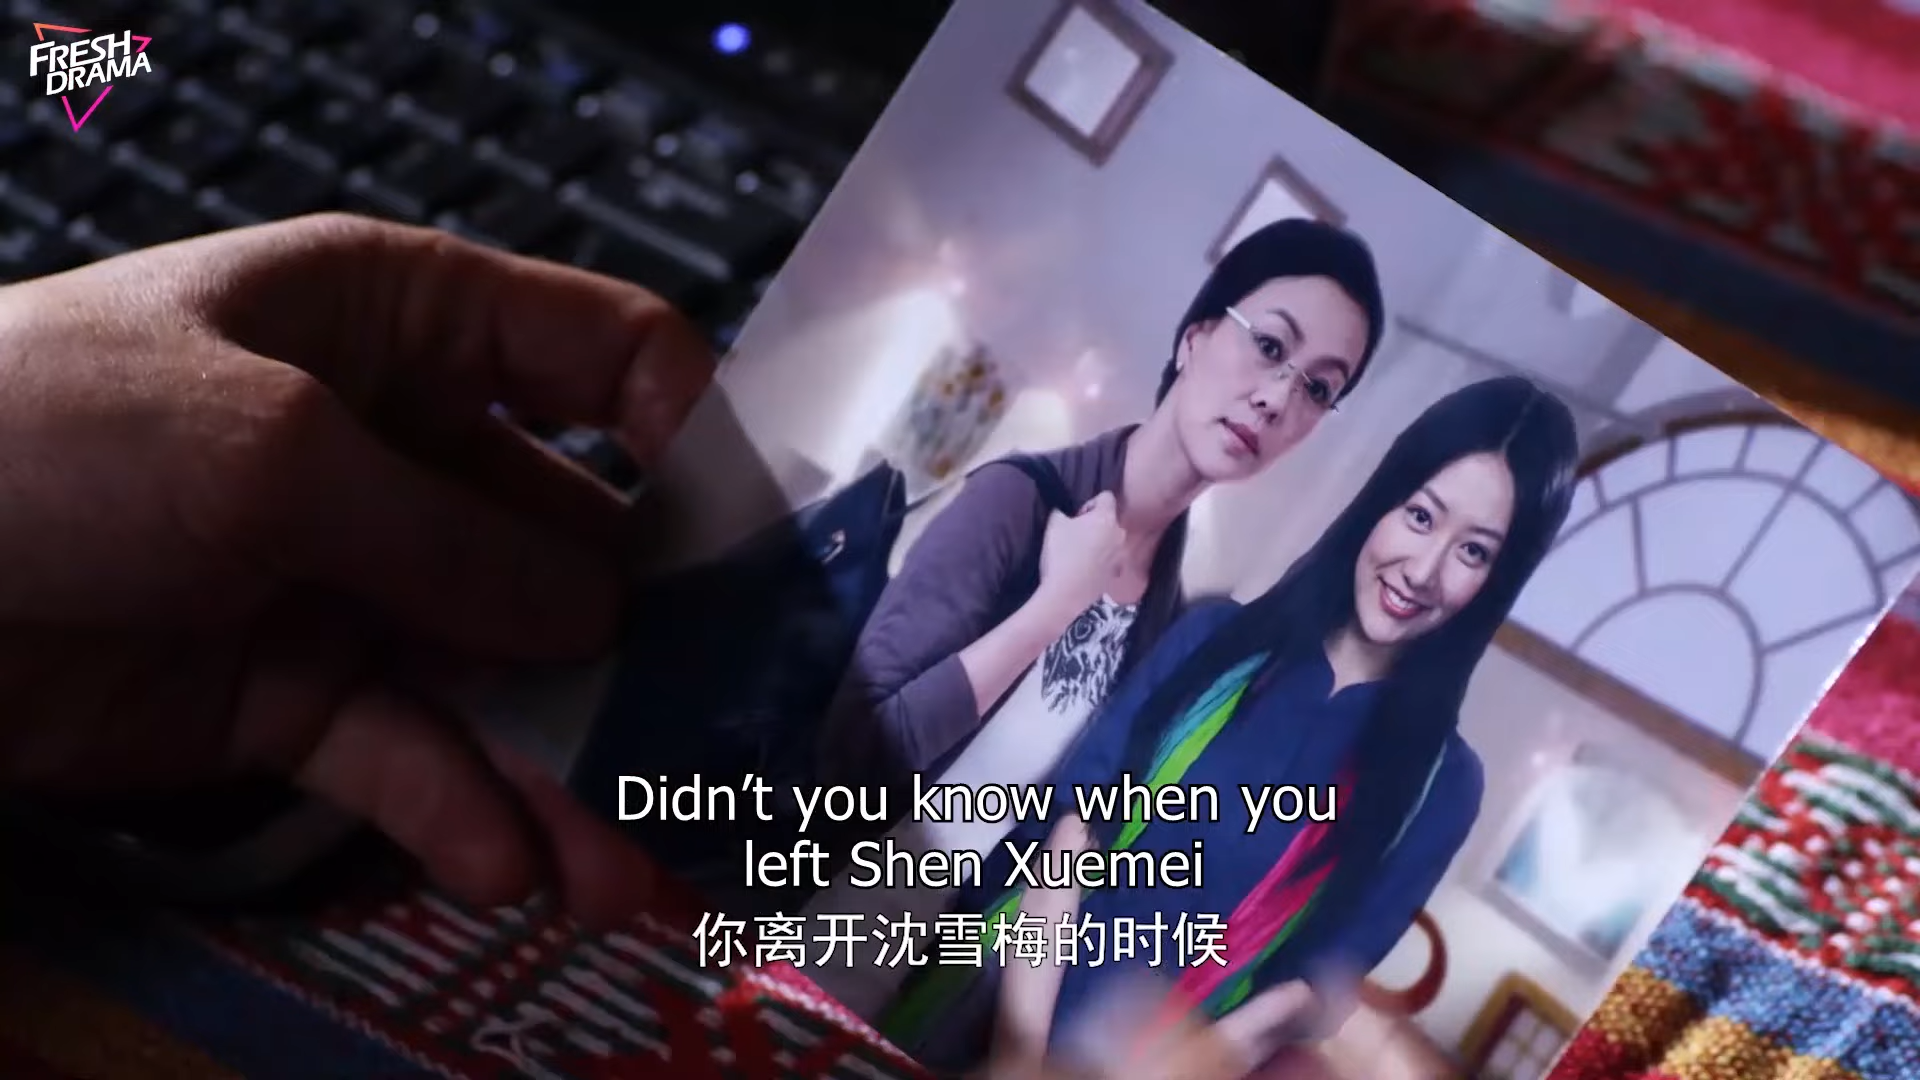 FRESH
DRAMA
Didn’t you know when you
left Shen Xuemei
你离开沈雪梅的时候